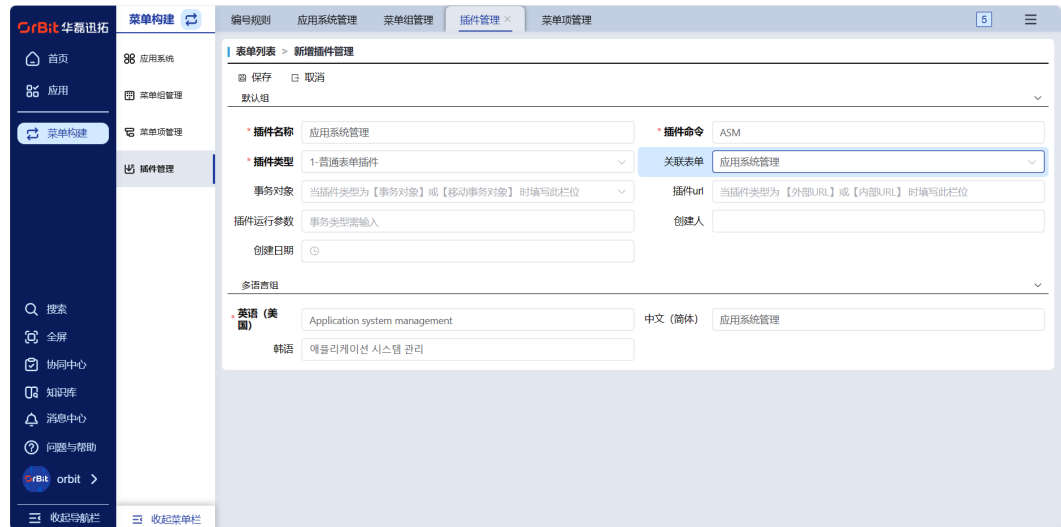 OrBit 华磊迅拓
首页
应用
菜单构建
搜索
全屏
协同中心
知识库
消息中心
问题与帮助
OrBit orbit
收起导航栏
菜单构建
应用系统
菜单组管理
菜单项管理
插件管理
收起菜单栏
编号规则 应用系统管理 菜单组管理 插件管理 × 菜单项管理 5
表单列表 > 新增插件管理
保存 取消
默认组
* 插件名称 应用系统管理 * 插件命令 ASM
* 插件类型 1-普通表单插件 关联表单 应用系统管理
事务对象 当插件类型为【事务对象】或【移动事务对象】时填写此栏位 插件url 当插件类型为 【外部URL】或【内部URL】 时填写此栏位
插件运行参数 事务类型需输入 创建人
创建日期
多语言组
* 英语（美国） Application system management 中文（简体） 应用系统管理
韩语 애플리케이션 시스템 관리